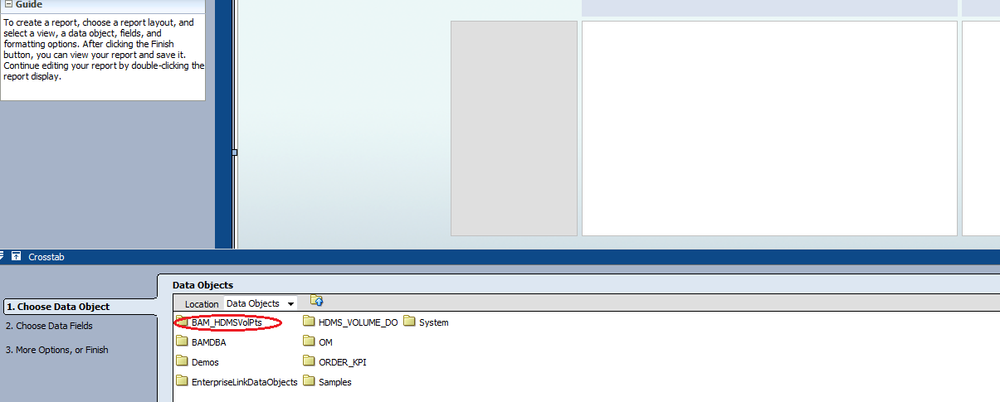 Guide
To create a report, choose a report layout, and
select a view, a data object, fields, and
formatting options. After clicking the Finish
button, you can view your report and save it.
Continue editing your report by double-clicking the
report display.
Crosstab
1. Choose Data Object
2. Choose Data Fields
3. More Options, or Finish
Data Objects
Location Data Objects
BAM_HDMSVolPts HDMS_VOLUME_DO System
BAMDBA OM
Demos ORDER_KPI
EnterpriseLinkDataObjects Samples